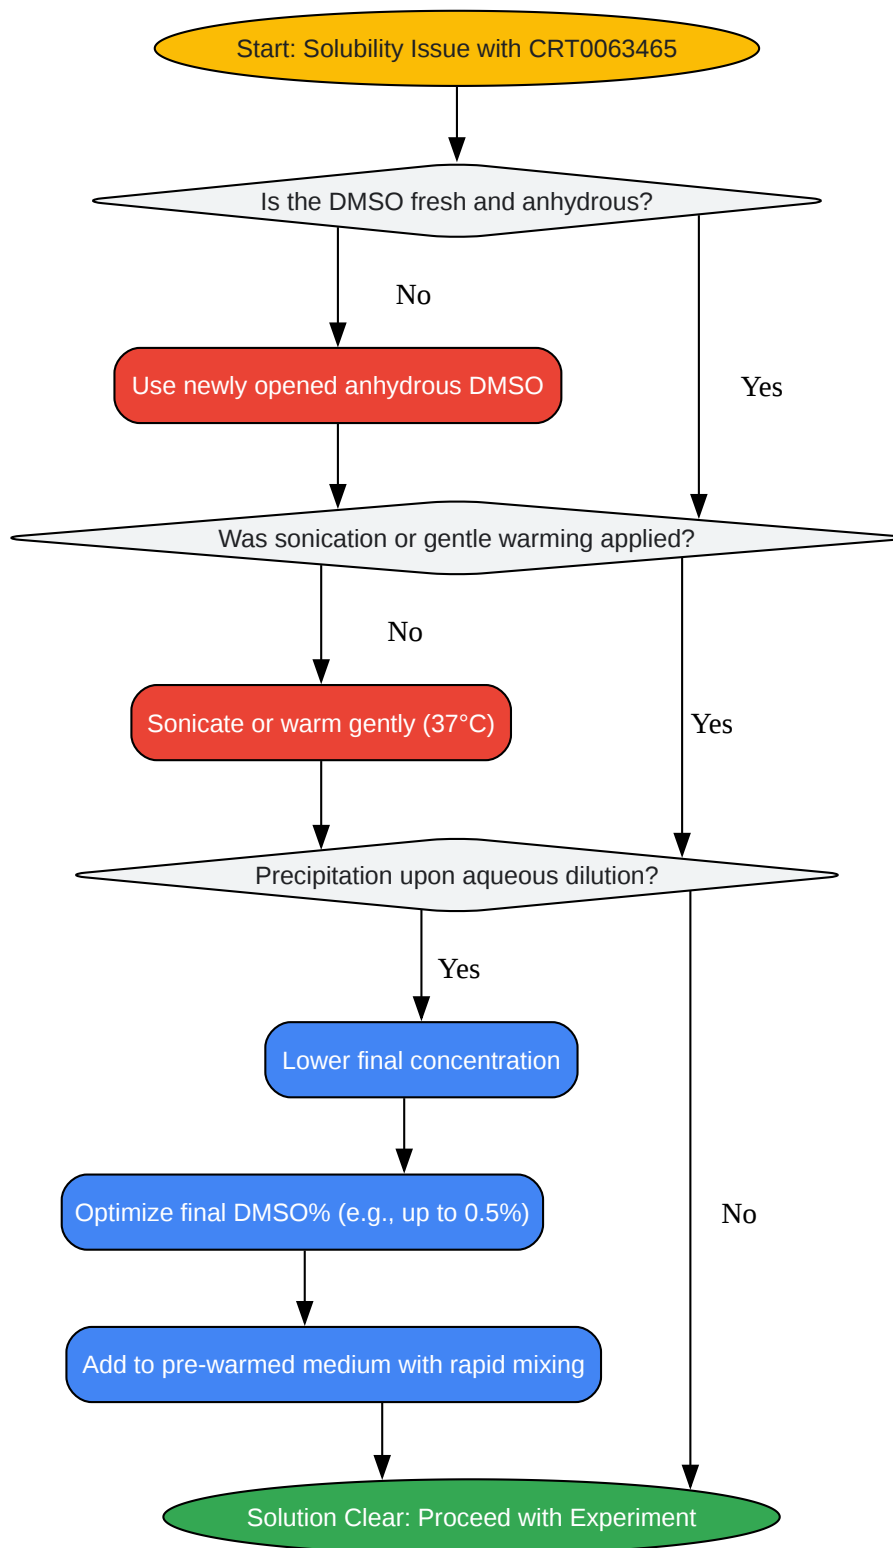 Start: Solubility Issue with CRT0063465
Is the DMSO fresh and anhydrous?
No
Use newly opened anhydrous DMSO
Yes
Was sonication or gentle warming applied?
No
Sonicate or warm gently (37°C)
Yes
Precipitation upon aqueous dilution?
Yes
Lower final concentration
Optimize final DMSO% (e.g., up to 0.5%)
No
Add to pre-warmed medium with rapid mixing
Solution Clear: Proceed with Experiment